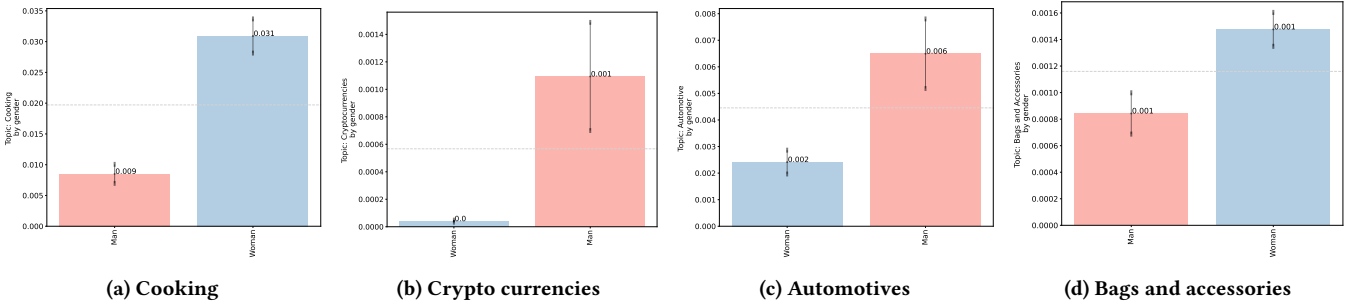 0.035
0.030
0.025
0.020
0.015
0.010
0.005
0.000
Topic: Cooking
by gender
0.009
0.031
Man
Woman
(a) Cooking
0.0014
0.0012
0.0010
0.0008
0.0006
0.0004
0.0002
0.0000
Topic: Cryptocurrencies
by gender
0.0
0.001
Woman
Man
(b) Crypto currencies
0.008
0.007
0.006
0.005
0.004
0.003
0.002
0.001
0.000
Topic: Automotive
by gender
0.002
0.006
Woman
Man
(c) Automotives
0.0016
0.0014
0.0012
0.0010
0.0008
0.0006
0.0004
0.0002
0.0000
Topic: Bags and Accessories
by gender
0.001
0.001
Man
Woman
(d) Bags and accessories